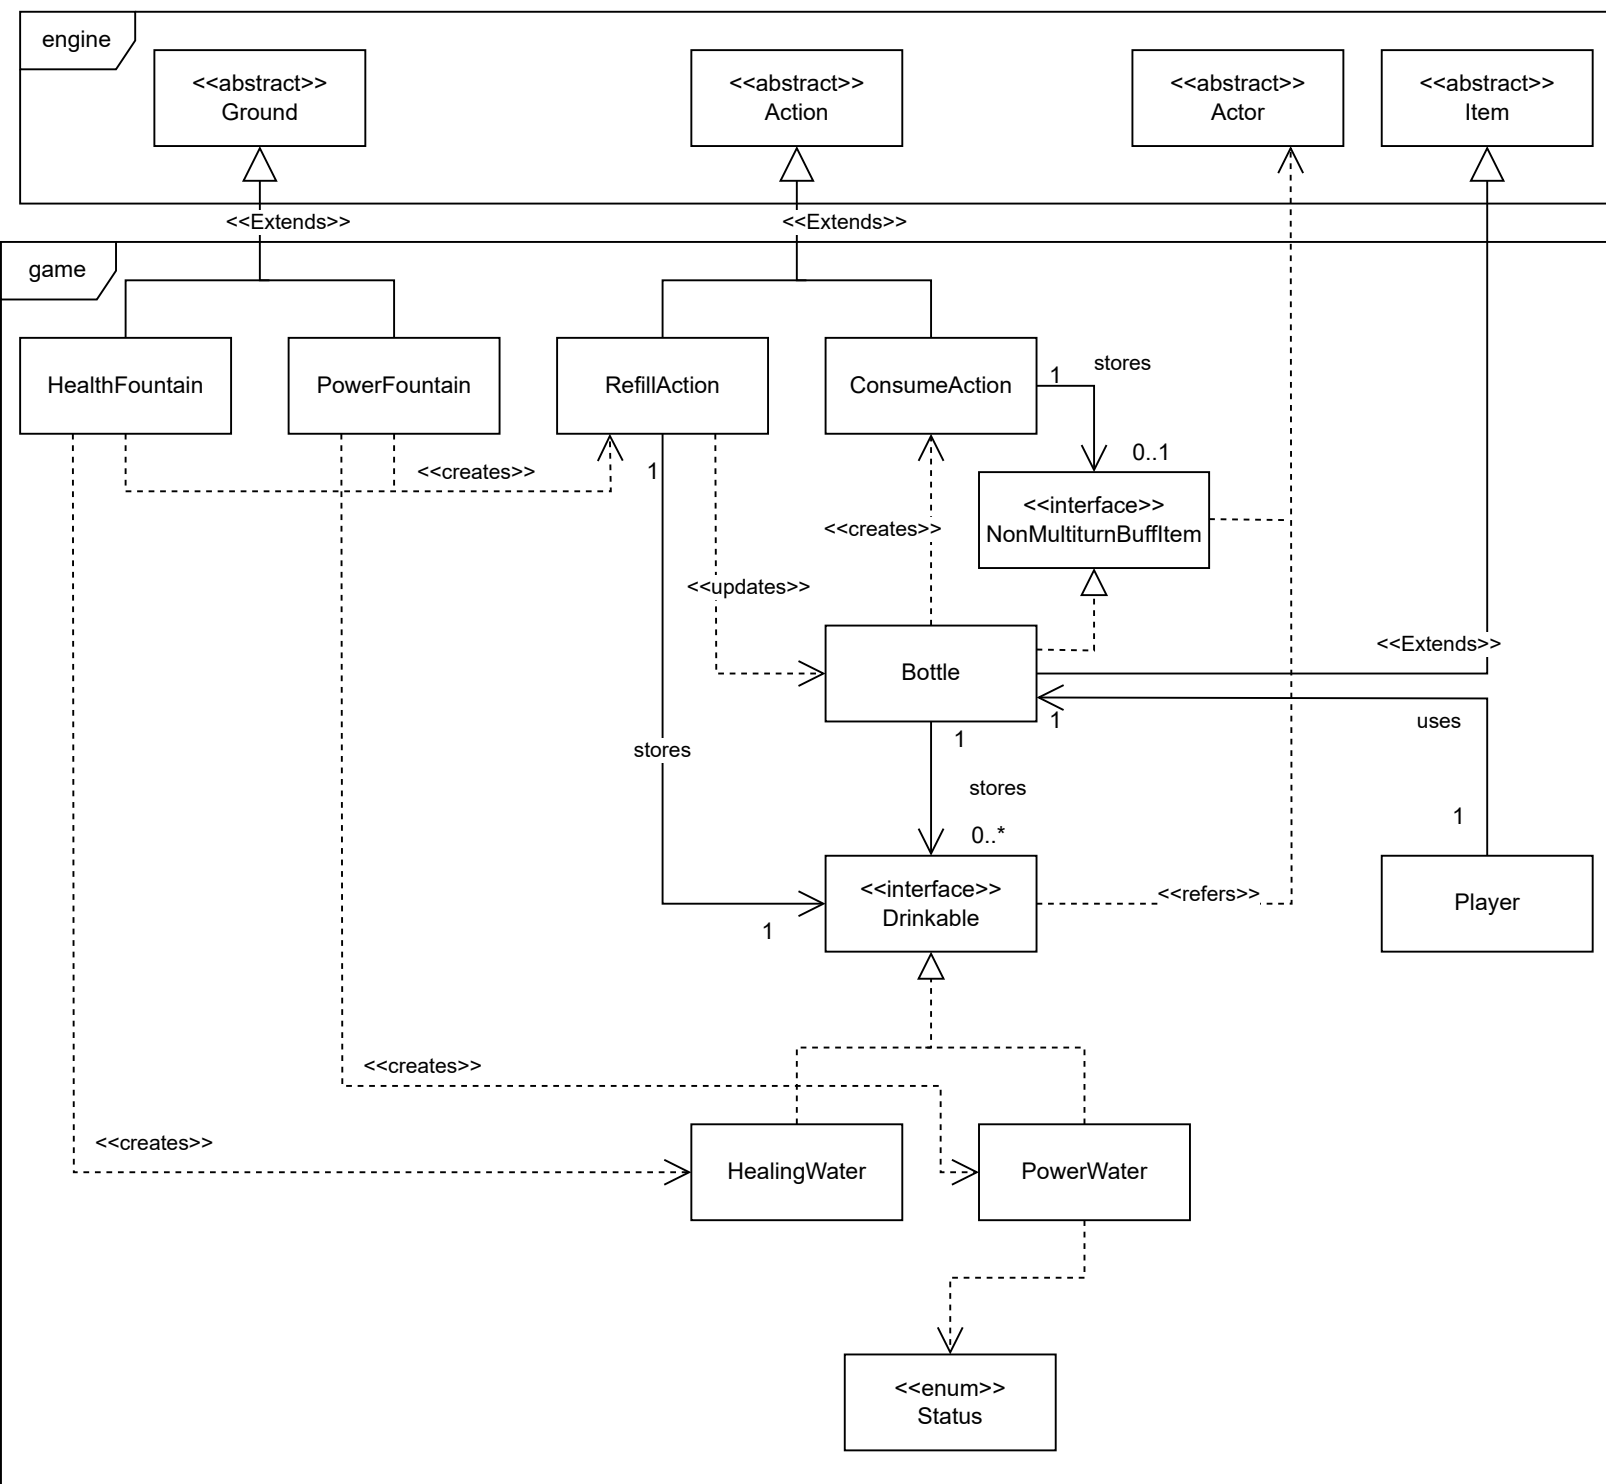 engine
<<abstract>>
Ground
<<abstract>>
Action
<<abstract>>
Actor
<<abstract>>
Item
<<Extends>>
<<Extends>>
game
HealthFountain
PowerFountain
RefillAction
ConsumeAction
1
stores
0..1
<<creates>>
1
<<interface>>
NonMultiturnBuffItem
<<creates>>
<<updates>>
<<Extends>>
Bottle
1
uses
1
stores
stores
1
0..*
<<interface>>
Drinkable
<<refers>>
Player
1
<<creates>>
<<creates>>
HealingWater
PowerWater
<<enum>>
Status